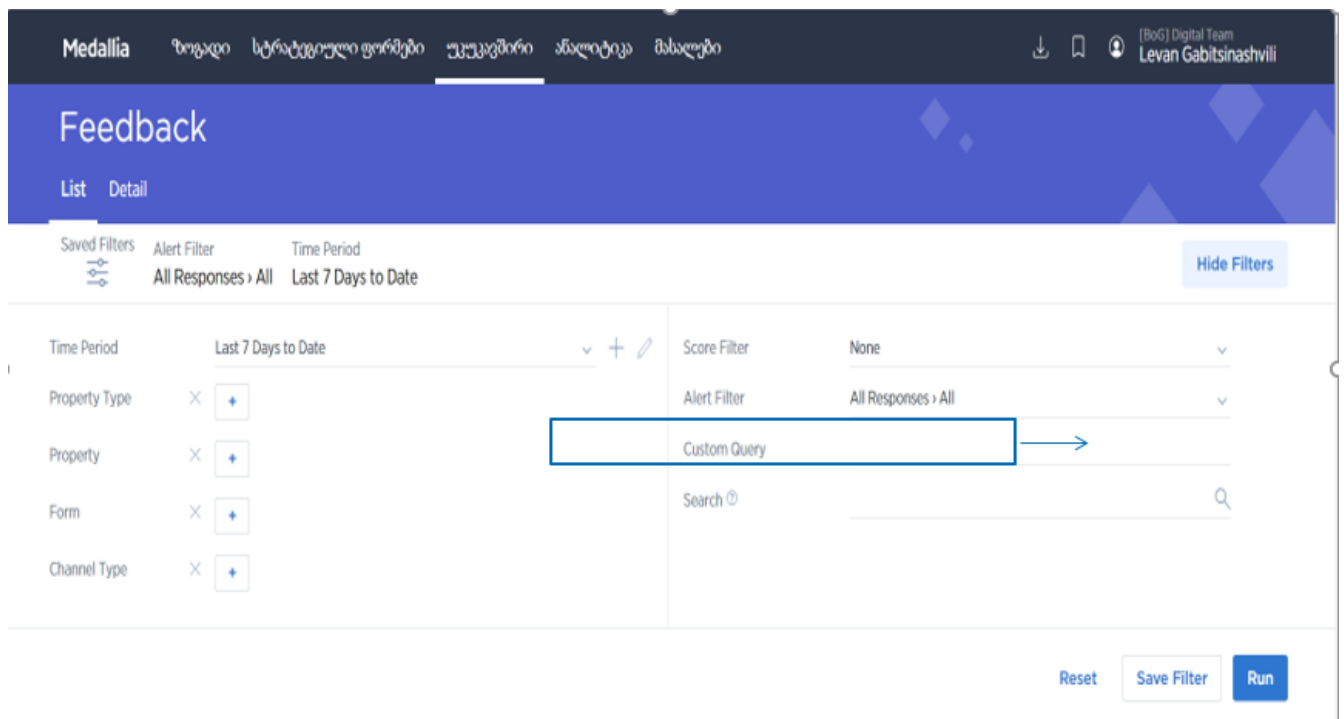 Medallia ზოგადი სტრატეგიული ფორმები უკუკავშირი ანალიტიკა მასალები
[BoG] Digital Team
Levan Gabitsinashvili
Feedback
List Detail
Saved Filters Alert Filter Time Period
All Responses › All Last 7 Days to Date
Hide Filters
Time Period Last 7 Days to Date
Property Type
Property
Form
Channel Type
Score Filter None
Alert Filter All Responses › All
Custom Query
Search
Reset Save Filter Run